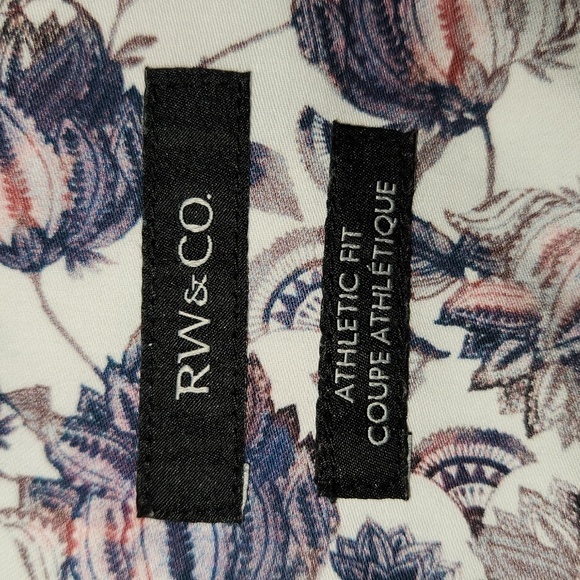 RW & CO.
ATHLETIC FIT
COUPE ATHLÉTIQUE